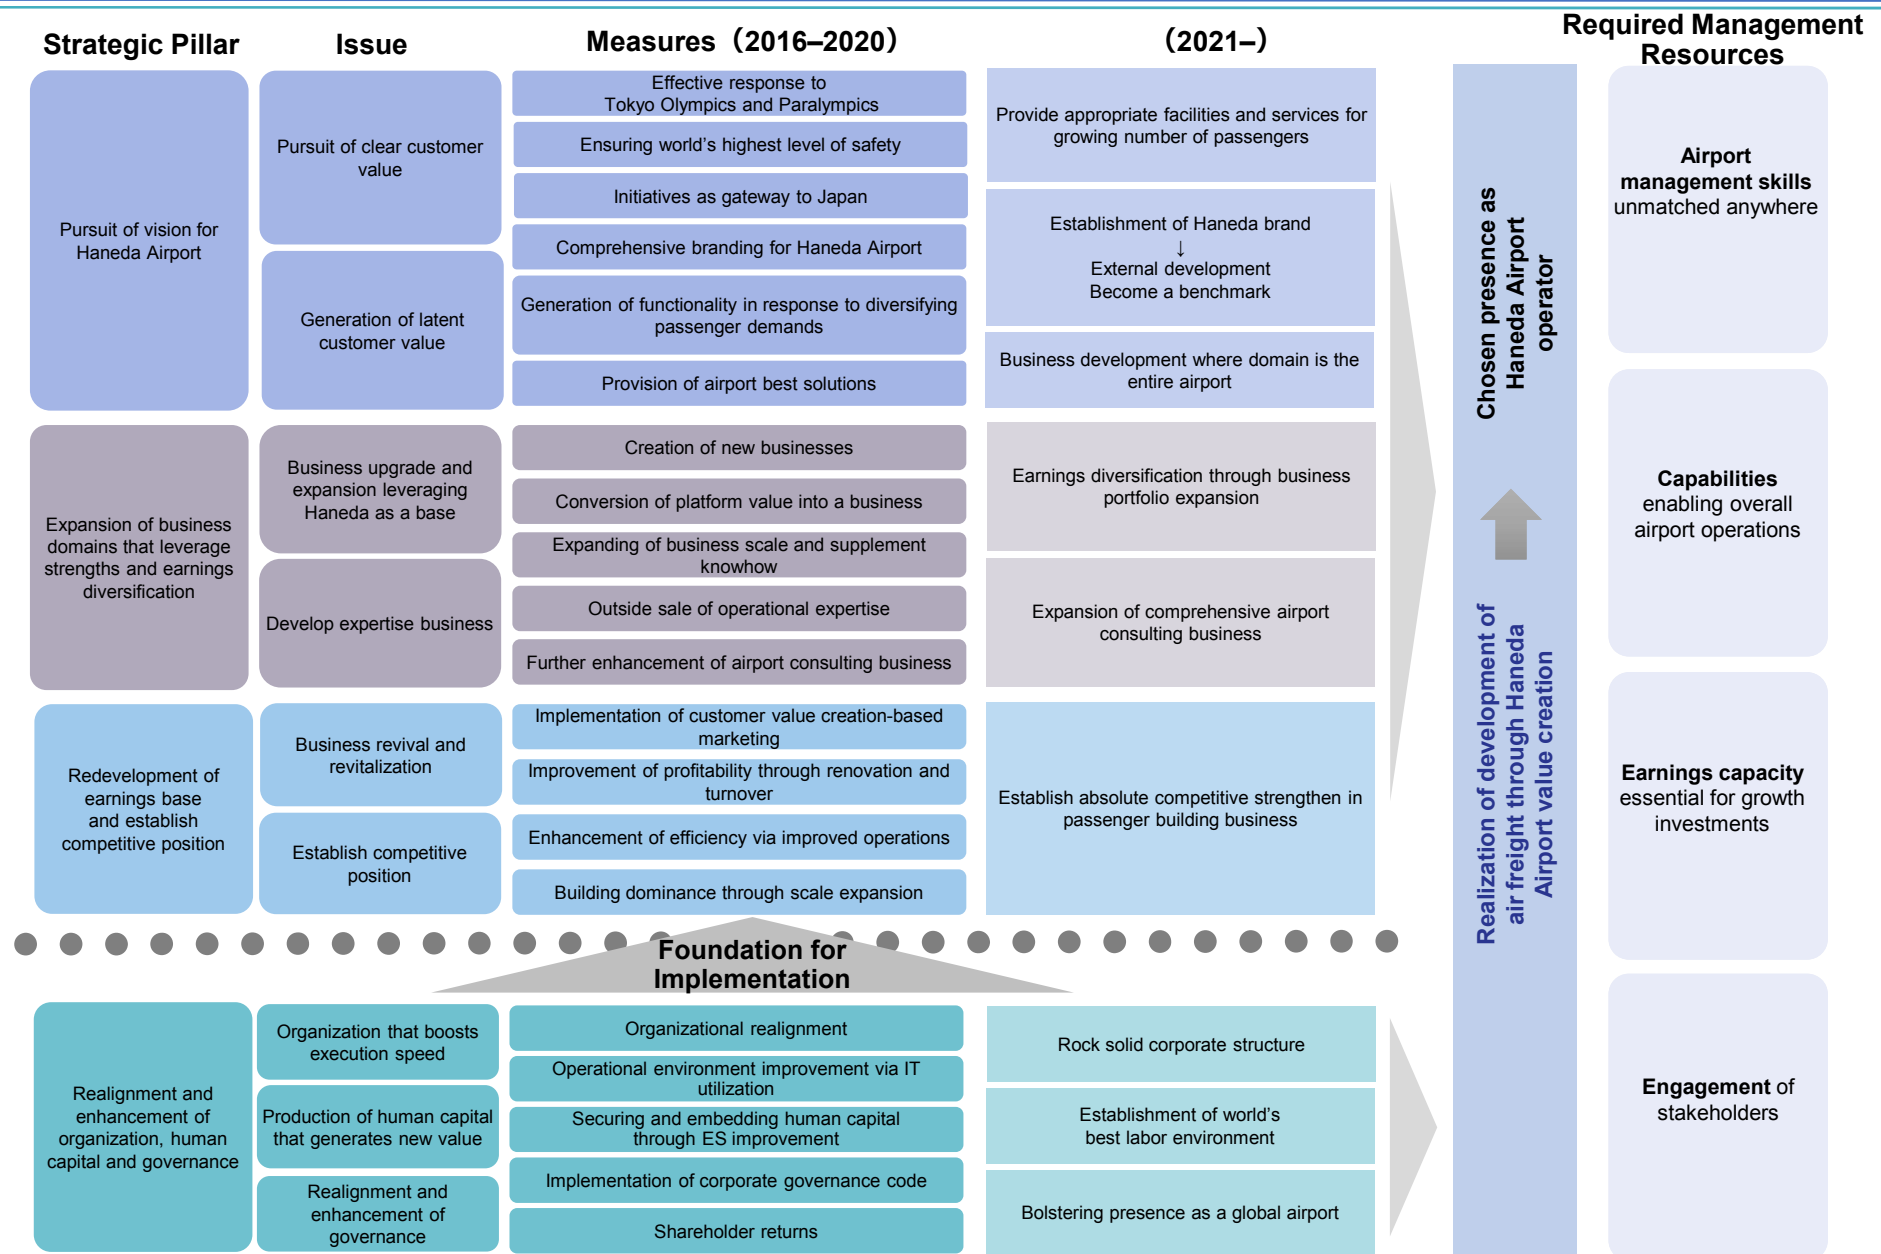 Strategic Pillar
Issue
Measures（2016–2020）
（2021–）
Required Management
Resources
Pursuit of vision for
Haneda Airport
Pursuit of clear customer
value
Generation of latent
customer value
Effective response to
Tokyo Olympics and Paralympics
Ensuring world’s highest level of safety
Initiatives as gateway to Japan
Comprehensive branding for Haneda Airport
Generation of functionality in response to diversifying
passenger demands
Provision of airport best solutions
Provide appropriate facilities and services for
growing number of passengers
Establishment of Haneda brand
↓
External development
Become a benchmark
Business development where domain is the
entire airport
Expansion of business
domains that leverage
strengths and earnings
diversification
Business upgrade and
expansion leveraging
Haneda as a base
Develop expertise business
Creation of new businesses
Conversion of platform value into a business
Expanding of business scale and supplement
knowhow
Outside sale of operational expertise
Further enhancement of airport consulting business
Earnings diversification through business
portfolio expansion
Expansion of comprehensive airport
consulting business
Redevelopment of
earnings base
and establish
competitive position
Business revival and
revitalization
Establish competitive
position
Implementation of customer value creation-based
marketing
Improvement of profitability through renovation and
turnover
Enhancement of efficiency via improved operations
Building dominance through scale expansion
Establish absolute competitive strengthen in
passenger building business
Foundation for
Implementation
Realignment and
enhancement of
organization, human
capital and governance
Organization that boosts
execution speed
Production of human capital
that generates new value
Realignment and
enhancement of
governance
Organizational realignment
Operational environment improvement via IT
utilization
Securing and embedding human capital
through ES improvement
Implementation of corporate governance code
Shareholder returns
Rock solid corporate structure
Establishment of world’s
best labor environment
Bolstering presence as a global airport
Chosen presence as
Haneda Airport
operator
Realization of development of
air freight through Haneda
Airport value creation
Airport
management skills
unmatched anywhere
Capabilities
enabling overall
airport operations
Earnings capacity
essential for growth
investments
Engagement of
stakeholders